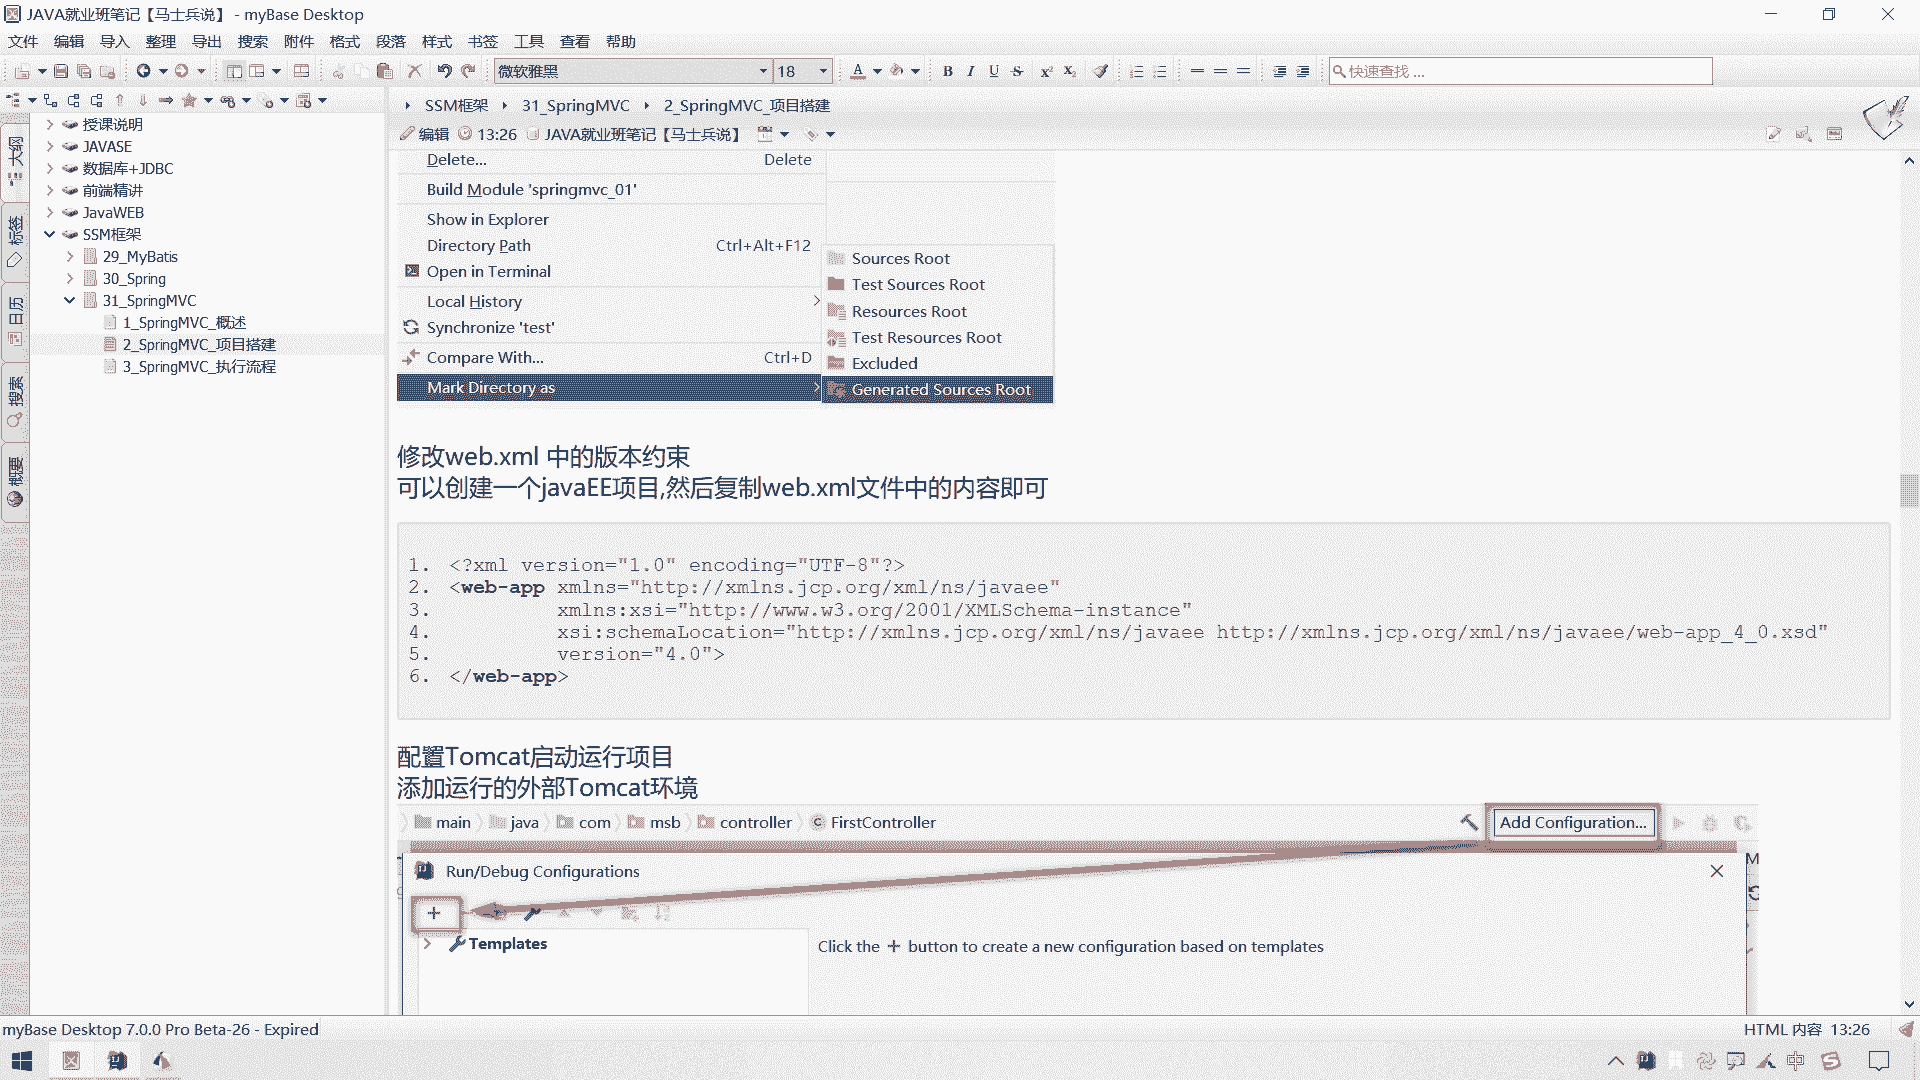 JAVA就业班笔记【马士兵说】 - myBase Desktop
文件 编辑 导入 整理 导出 搜索 附件 格式 段落 样式 书签 工具 查看 帮助
微软雅黑 18 A B I U S x² X₂ 快速查找 ...
SSM框架 31_SpringMVC 2_SpringMVC_项目搭建
编辑 13:26 JAVA就业班笔记【马士兵说】
大纲
标签
日历
搜索
概要
授课说明
JAVASE
数据库+JDBC
前端精讲
JavaWEB
SSM框架
29_MyBatis
30_Spring
31_SpringMVC
1_SpringMVC_概述
2_SpringMVC_项目搭建
3_SpringMVC_执行流程
Delete... Delete
Build Module 'springmvc_01'
Show in Explorer
Directory Path Ctrl+Alt+F12
Open in Terminal
Local History
Synchronize 'test'
Compare With... Ctrl+D
Mark Directory as
Sources Root
Test Sources Root
Resources Root
Test Resources Root
Excluded
Generated Sources Root
修改web.xml 中的版本约束
可以创建一个javaEE项目,然后复制web.xml文件中的内容即可
1. <?xml version="1.0" encoding="UTF-8"?>
2. <web-app xmlns="http://xmlns.jcp.org/xml/ns/javaee"
3. xmlns:xsi="http://www.w3.org/2001/XMLSchema-instance"
4. xsi:schemaLocation="http://xmlns.jcp.org/xml/ns/javaee http://xmlns.jcp.org/xml/ns/javaee/web-app_4_0.xsd"
5. version="4.0">
6. </web-app>
配置Tomcat启动运行项目
添加运行的外部Tomcat环境
main java com msb controller FirstController Add Configuration...
Run/Debug Configurations
Templates
Click the + button to create a new configuration based on templates
myBase Desktop 7.0.0 Pro Beta-26 - Expired
HTML 内容 13:26
中